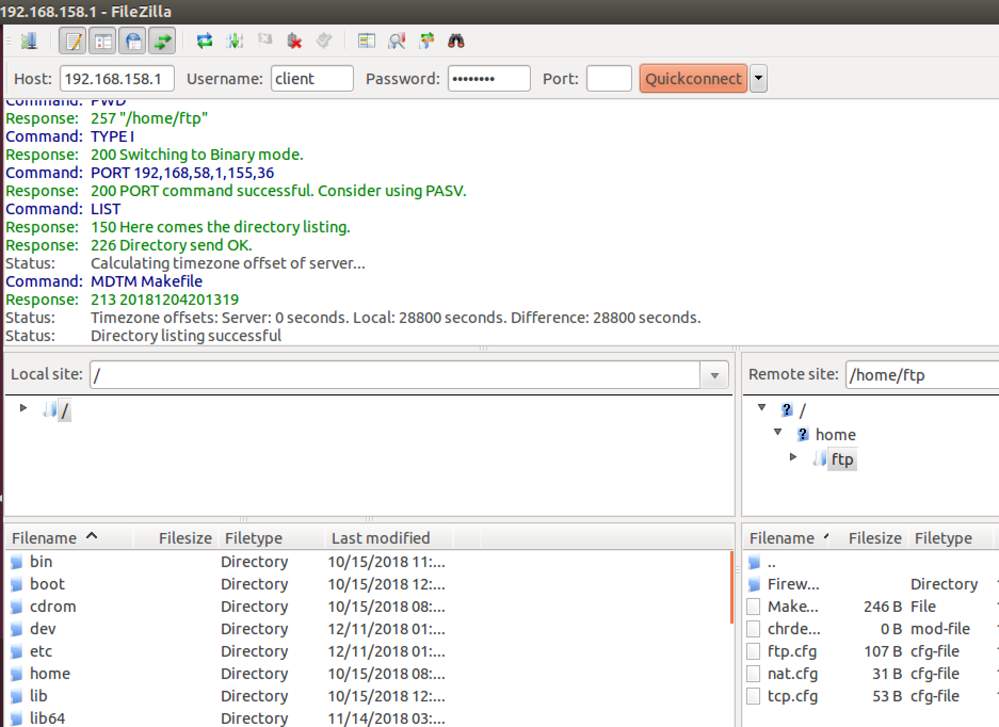 192.168.158.1 - FileZilla
Host: 192.168.158.1 Username: client Password: •••••••• Port: Quickconnect
Command: PWD
Response: 257 "/home/ftp"
Command: TYPE I
Response: 200 Switching to Binary mode.
Command: PORT 192,168,58,1,155,36
Response: 200 PORT command successful. Consider using PASV.
Command: LIST
Response: 150 Here comes the directory listing.
Response: 226 Directory send OK.
Status: Calculating timezone offset of server...
Command: MDTM Makefile
Response: 213 20181204201319
Status: Timezone offsets: Server: 0 seconds. Local: 28800 seconds. Difference: 28800 seconds.
Status: Directory listing successful
Local site: /
/
Remote site: /home/ftp
? /
? home
ftp
Filename Filesize Filetype Last modified
bin Directory 10/15/2018 11:...
boot Directory 10/15/2018 12:...
cdrom Directory 10/15/2018 08:...
dev Directory 12/11/2018 01:...
etc Directory 12/11/2018 01:...
home Directory 10/15/2018 08:...
lib Directory 10/15/2018 12:...
lib64 Directory 11/14/2018 03:...
Filename Filesize Filetype
..
Firew... Directory
Make... 246 B File
chrde... 0 B mod-file
ftp.cfg 107 B cfg-file
nat.cfg 31 B cfg-file
tcp.cfg 53 B cfg-file